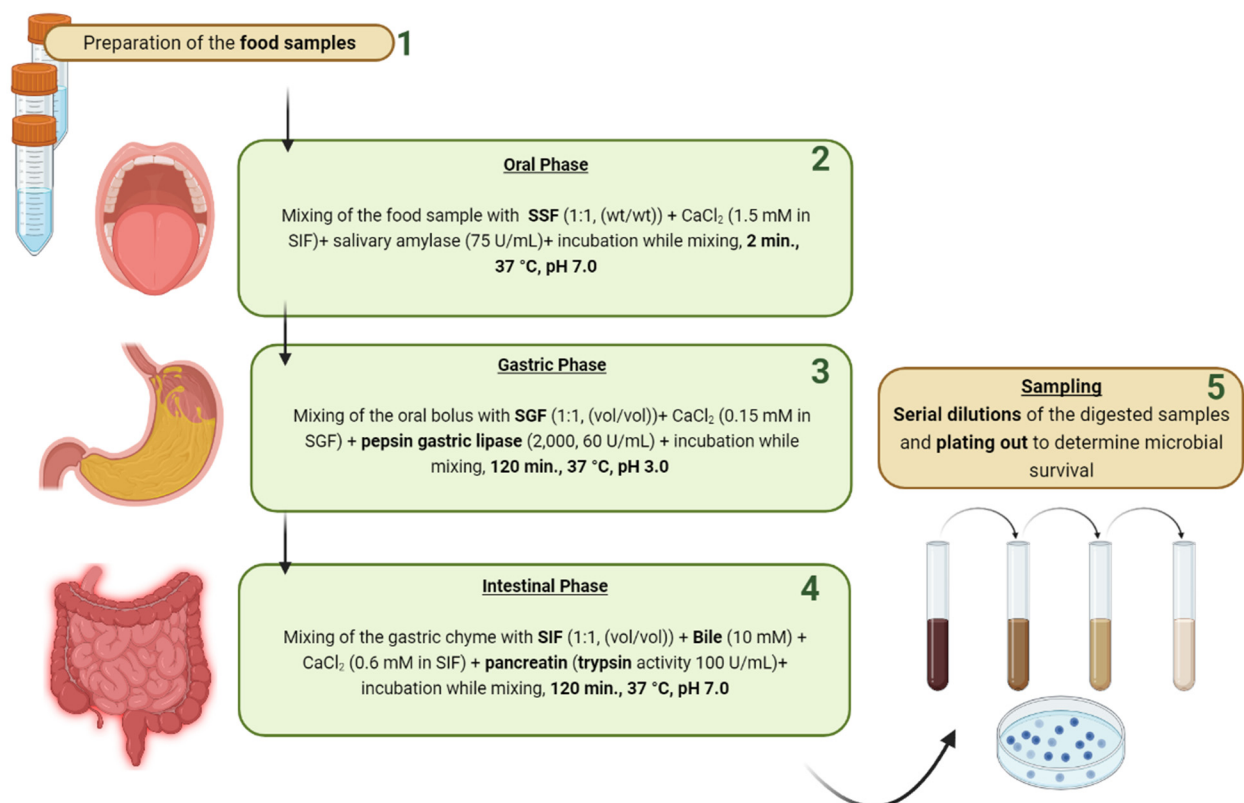 Preparation of the food samples 1
2
Oral Phase
Mixing of the food sample with SSF (1:1, (wt/wt)) + CaCl₂ (1.5 mM in
SIF)+ salivary amylase (75 U/mL)+ incubation while mixing, 2 min.,
37 °C, pH 7.0
3
Gastric Phase
Mixing of the oral bolus with SGF (1:1, (vol/vol))+ CaCl₂ (0.15 mM in
SGF) + pepsin gastric lipase (2,000, 60 U/mL) + incubation while
mixing, 120 min., 37 °C, pH 3.0
4
Intestinal Phase
Mixing of the gastric chyme with SIF (1:1, (vol/vol)) + Bile (10 mM) +
CaCl₂ (0.6 mM in SIF) + pancreatin (trypsin activity 100 U/mL)+
incubation while mixing, 120 min., 37 °C, pH 7.0
Sampling 5
Serial dilutions of the digested samples
and plating out to determine microbial
survival